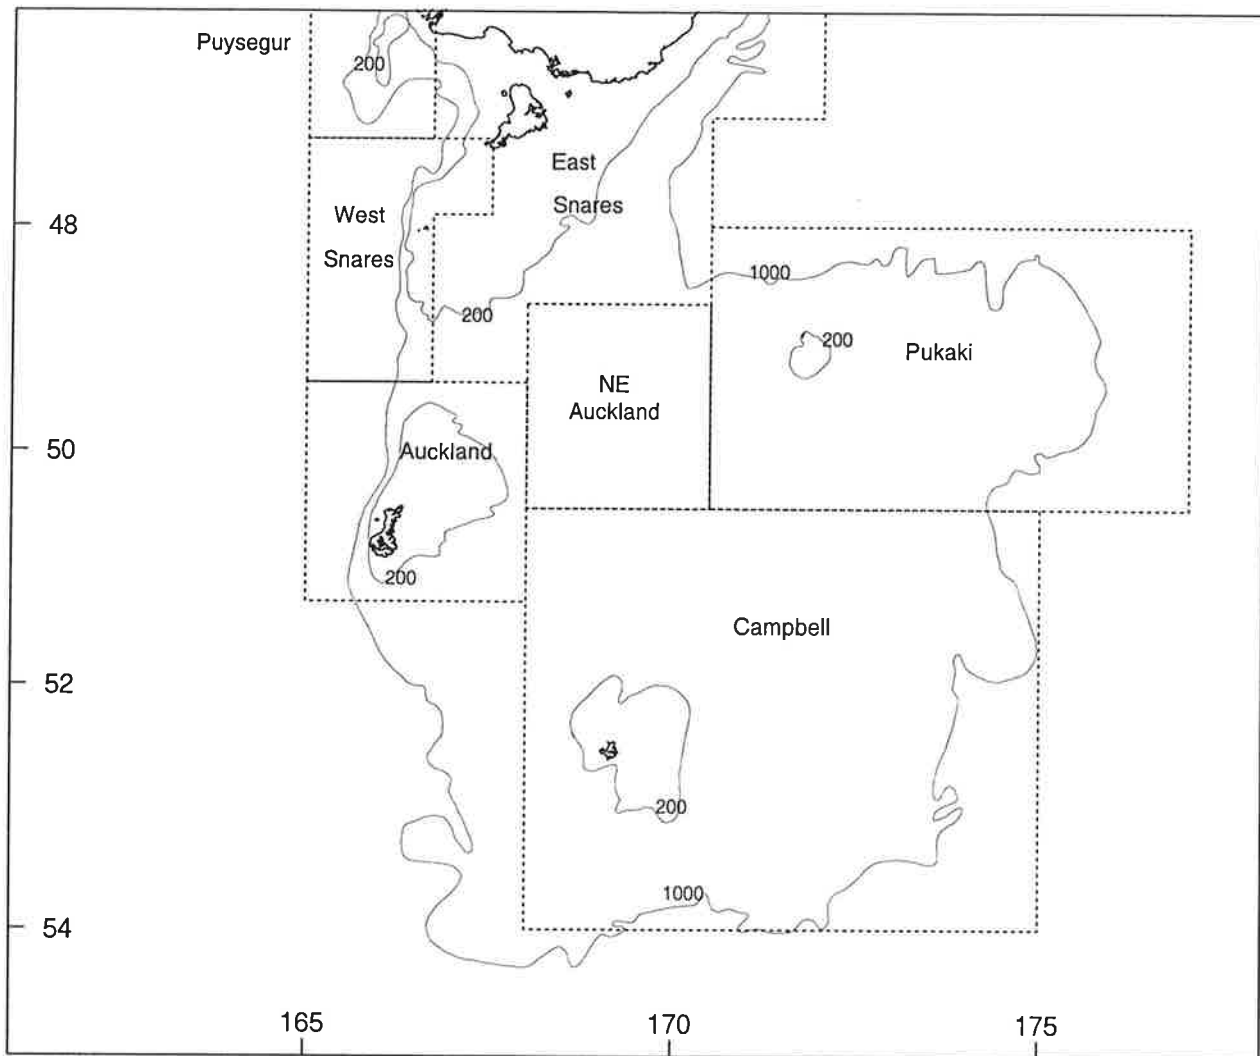 Puysegur
200
East
Snares
West
Snares
48
1000
200
200
Pukaki
NE
Auckland
50
Auckland
200
Campbell
52
200
1000
54
165
170
175